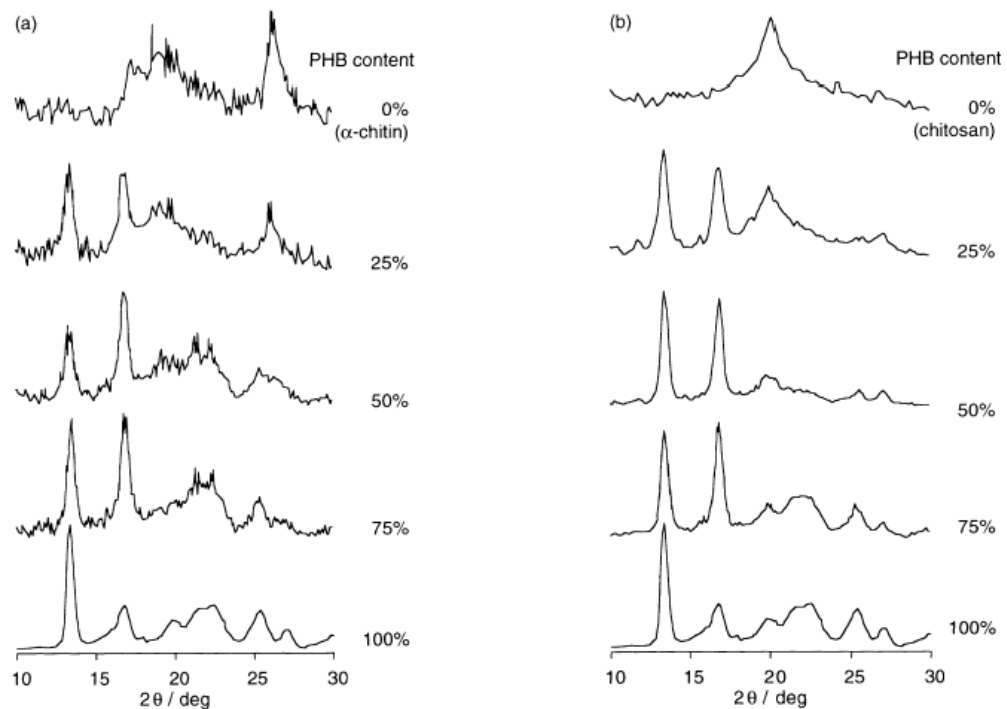 (a)
PHB content
0%
(α-chitin)
25%
50%
75%
100%
10 15 20 25 30
2θ / deg
(b)
PHB content
0%
(chitosan)
25%
50%
75%
100%
10 15 20 25 30
2θ / deg